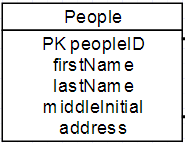 People
PK peopleID
firstName
lastName
middleInitial
address